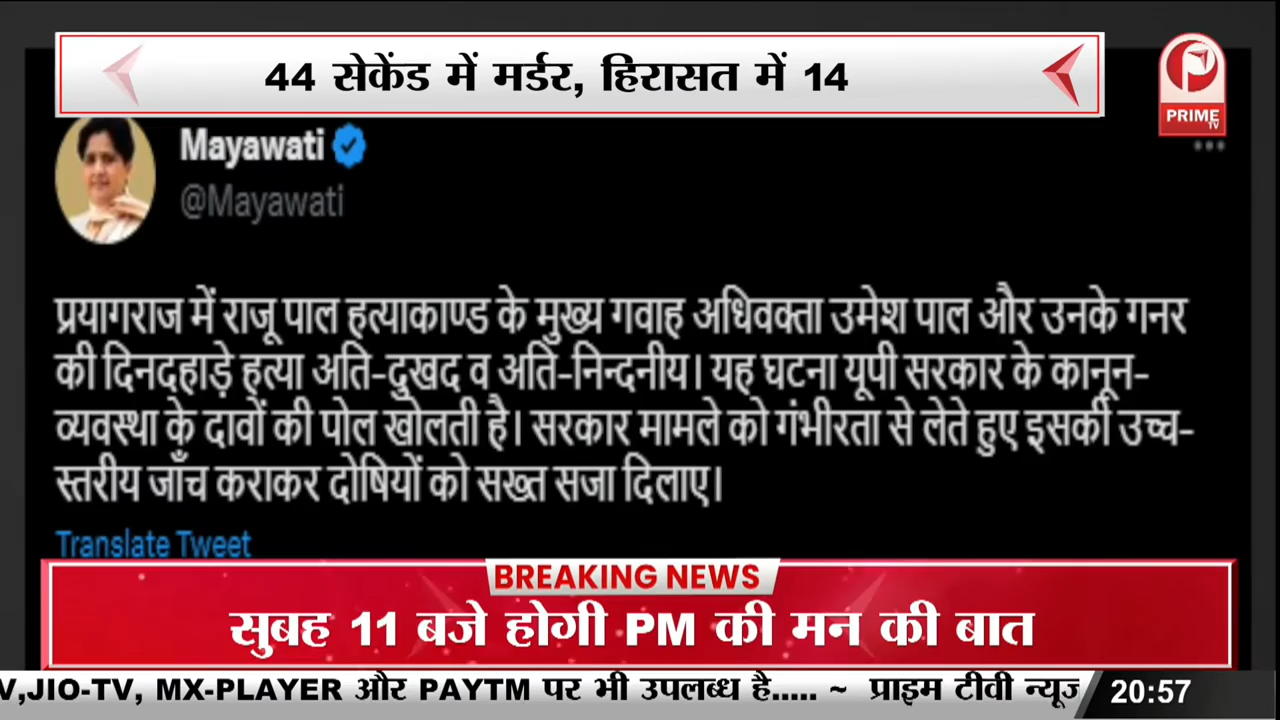 44 सेकेंड में मर्डर, हिरासत में 14
PRIME
TV
Mayawati
@Mayawati
प्रयागराज में राजू पाल हत्याकाण्ड के मुख्य गवाह अधिवक्ता उमेश पाल और उनके गनर
की दिनदहाड़े हत्या अति-दुखद व अति-निन्दनीय। यह घटना यूपी सरकार के कानून-
व्यवस्था के दावों की पोल खोलती है। सरकार मामले को गंभीरता से लेते हुए इसकी उच्च-
स्तरीय जाँच कराकर दोषियों को सख्त सजा दिलाए।
Translate Tweet
BREAKING NEWS
सुबह 11 बजे होगी PM की मन की बात
V,JIO-TV, MX-PLAYER और PAYTM पर भी उपलब्ध है..... ~ प्राइम टीवी न्यूज
20:57